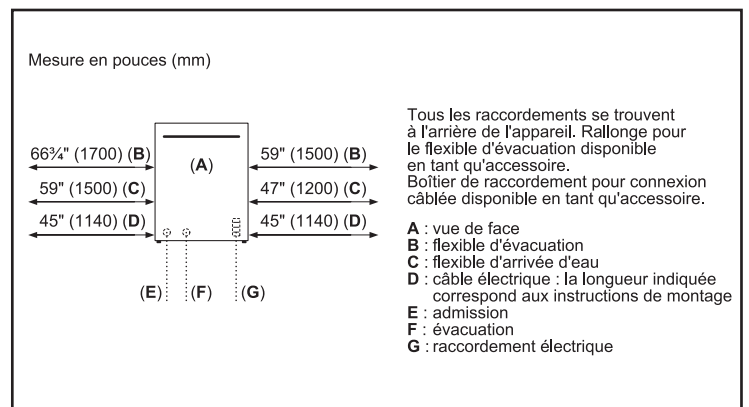 Mesure en pouces (mm)
66¾" (1700) (B)
59" (1500) (C)
45" (1140) (D)
(A)
59" (1500) (B)
47" (1200) (C)
45" (1140) (D)
(E)
(F)
(G)
Tous les raccordements se trouvent
à l'arrière de l'appareil. Rallonge pour
le flexible d'évacuation disponible
en tant qu'accessoire.
Boîtier de raccordement pour connexion
câblée disponible en tant qu'accessoire.
A : vue de face
B : flexible d'évacuation
C : flexible d'arrivée d'eau
D : câble électrique : la longueur indiquée
correspond aux instructions de montage
E : admission
F : évacuation
G : raccordement électrique